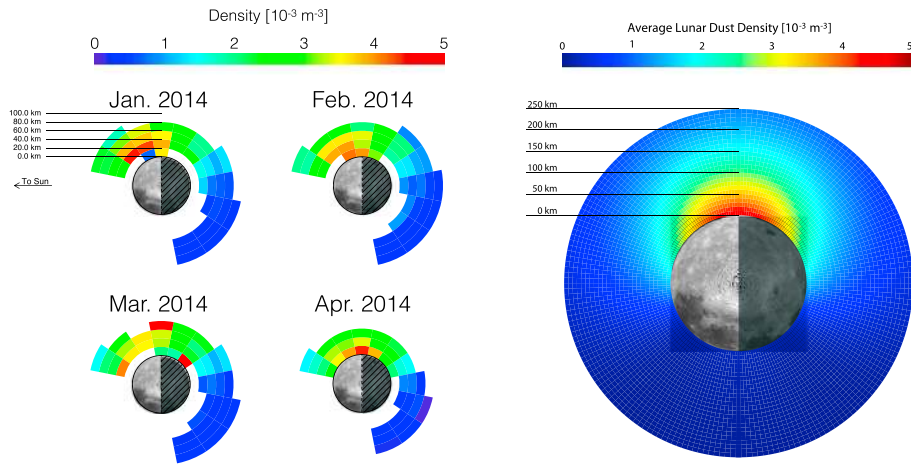 Density [10-3 m-3]
0 1 2 3 4 5
Jan. 2014
Feb. 2014
100.0 km
80.0 km
60.0 km
40.0 km
20.0 km
0.0 km
To Sun
Mar. 2014
Apr. 2014
Average Lunar Dust Density [10-3 m-3]
0 1 2 3 4 5
250 km
200 km
150 km
100 km
50 km
0 km